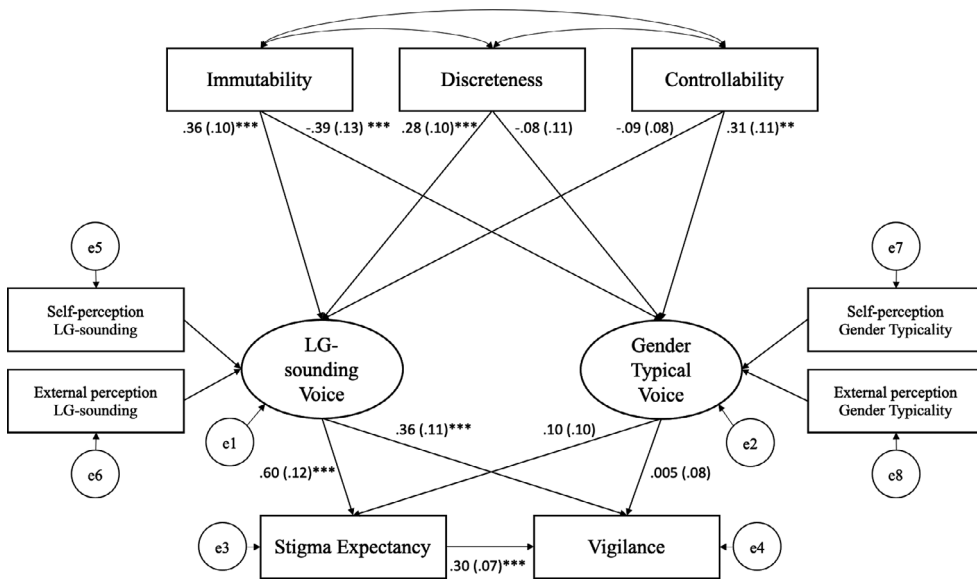 Immutability
Discreteness
Controllability
.36 (.10)***
-.39 (.13) ***
.28 (.10)***
-.08 (.11)
-.09 (.08)
.31 (.11)**
e5
e7
Self-perception
LG-sounding
Self-perception
Gender Typicality
LG-
sounding
Voice
Gender
Typical
Voice
External perception
LG-sounding
External perception
Gender Typicality
e1
e2
.36 (.11)***
.10 (.10)
e6
e8
.60 (.12)***
.005 (.08)
e3
Stigma Expectancy
Vigilance
e4
.30 (.07)***